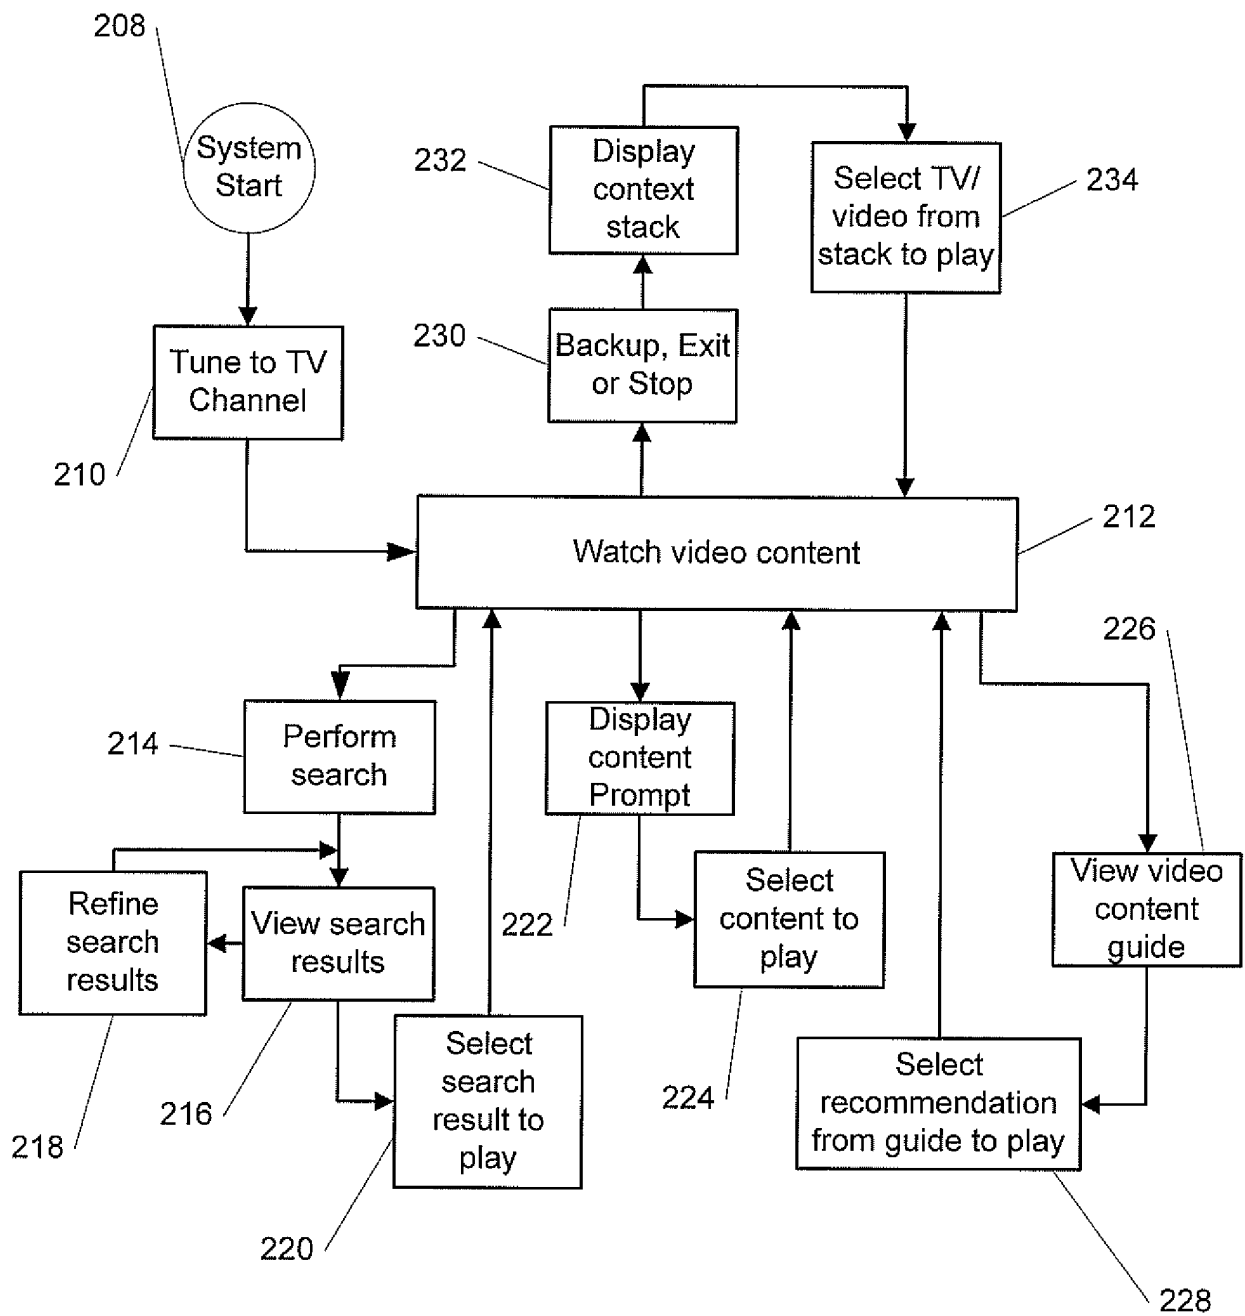 208
System
Start
232
Display
context
stack
Select TV/
video from
stack to play
234
230
Backup, Exit
or Stop
Tune to TV
Channel
210
Watch video content
212
226
214
Perform
search
Display
content
Prompt
222
Refine
search
results
View search
results
Select
content to
play
View video
content
guide
218
216
Select
search
result to
play
224
Select
recommendation
from guide to play
220
228